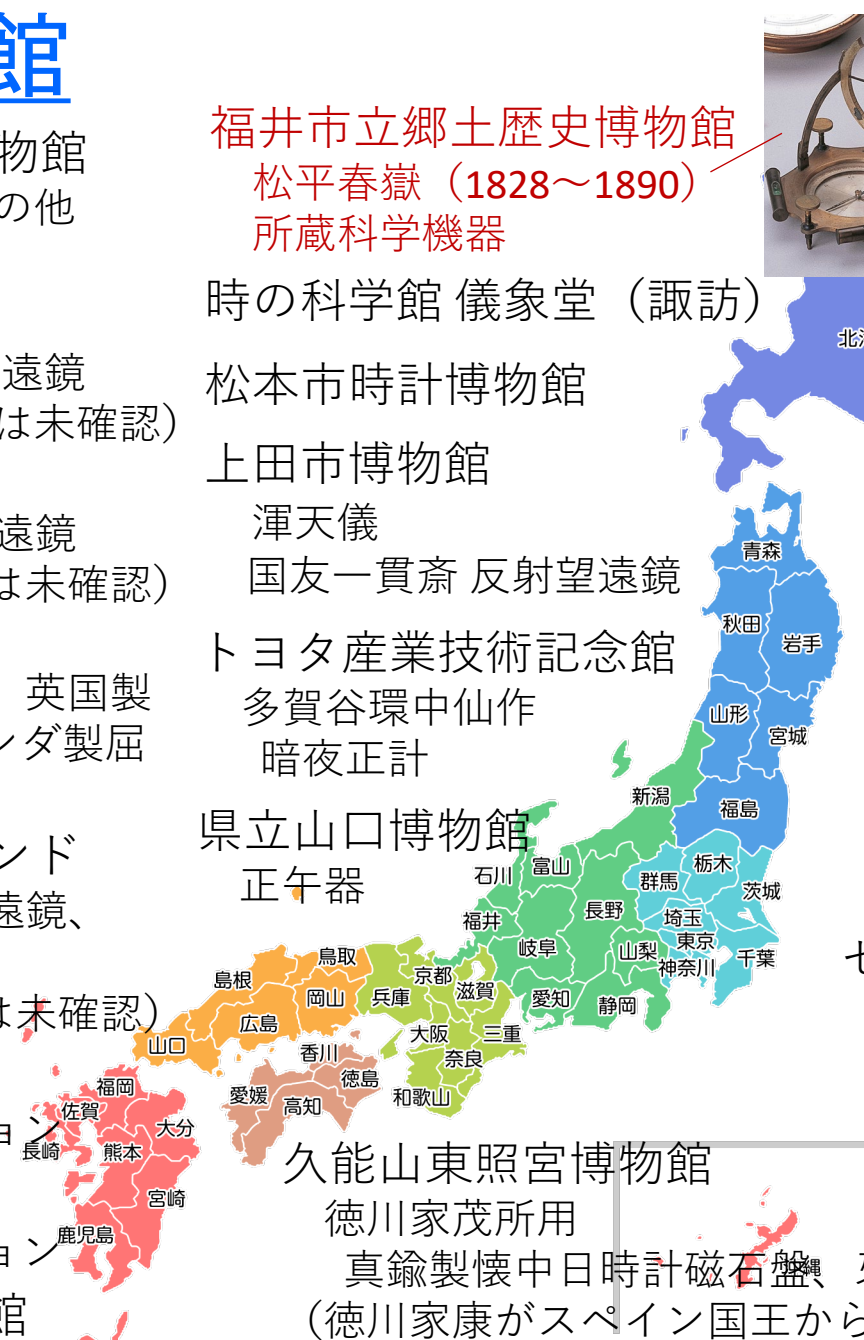 館
物館
の他
遠鏡
は未確認）
遠鏡
は未確認）
英国製
ンダ製屈
ンド
遠鏡、
は未確認）
ョン
ョン
館
福井市立郷土歴史博物館
松平春嶽（1828～1890）
所蔵科学機器
時の科学館 儀象堂（諏訪）
松本市時計博物館
上田市博物館
渾天儀
国友一貫斎 反射望遠鏡
トヨタ産業技術記念館
多賀谷環中仙作
暗夜正計
県立山口博物館
正午器
久能山東照宮博物館
徳川家茂所用
真鍮製懐中日時計磁石盤、
（徳川家康がスペイン国王から
北
青森
秋田
岩手
山形
宮城
新潟
福島
石川
富山
群馬
栃木
茨城
福井
長野
埼玉
岐阜
山梨
東京
千葉
神奈川
愛知
静岡
鳥取
島根
岡山
兵庫
京都
滋賀
広島
山口
大阪
三重
奈良
和歌山
香川
徳島
愛媛
高知
福岡
佐賀
長崎
大分
熊本
宮崎
鹿児島
沖縄